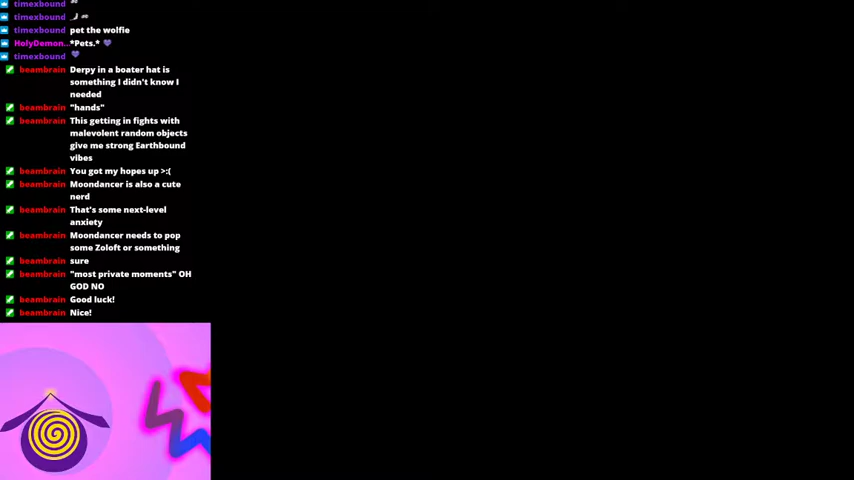 timexbound
timexbound
timexbound pet the wolfie
HolyDemon... *Pets.*
timexbound
beambrain Derpy in a boater hat is
something I didn't know I
needed
beambrain "hands"
beambrain This getting in fights with
malevolent random objects
give me strong Earthbound
vibes
beambrain You got my hopes up >:(
beambrain Moondancer is also a cute
nerd
beambrain That's some next-level
anxiety
beambrain Moondancer needs to pop
some Zoloft or something
beambrain sure
beambrain "most private moments" OH
GOD NO
beambrain Good luck!
beambrain Nice!